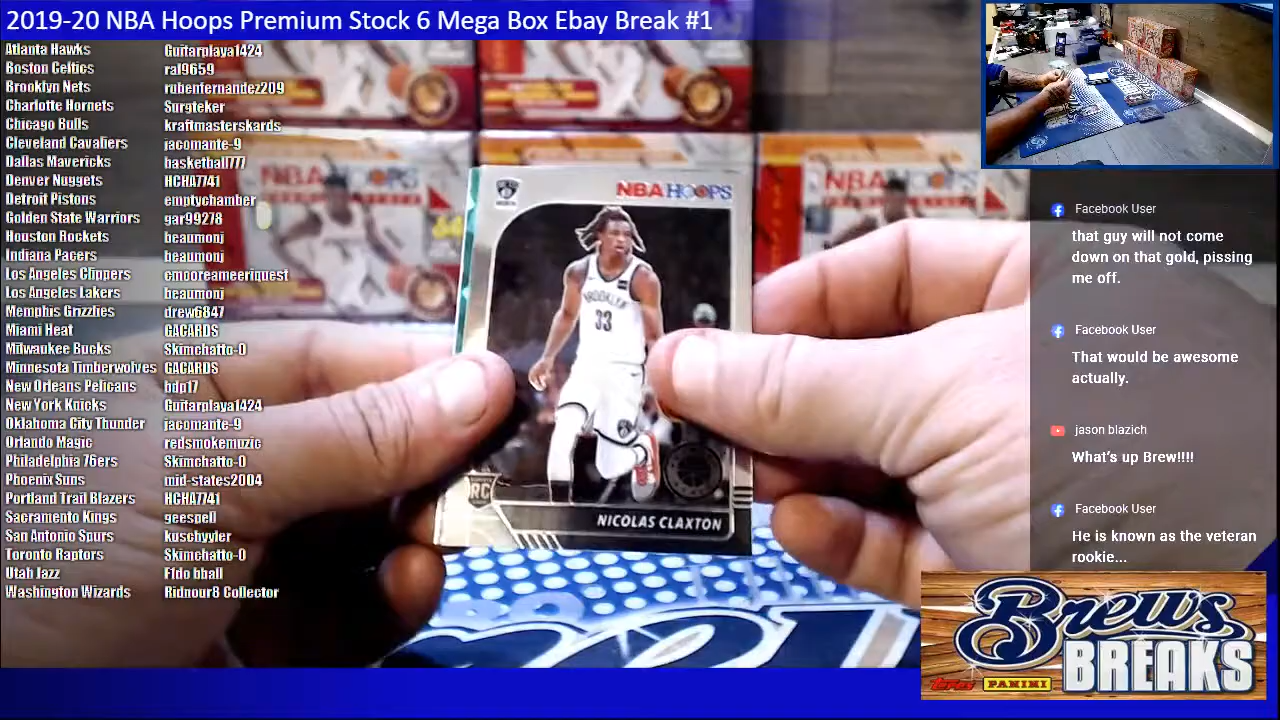 2019-20 NBA Hoops Premium Stock 6 Mega Box Ebay Break #1
Atlanta Hawks Guitarplaya1424
Boston Celtics ral9659
Brooklyn Nets rubenfernandez209
Charlotte Hornets Surgteker
Chicago Bulls kraftmasterskards
Cleveland Cavaliers jacomante-9
Dallas Mavericks basketball777
Denver Nuggets HCHA7741
Detroit Pistons emptychamber
Golden State Warriors gar99278
Houston Rockets beaumonj
Indiana Pacers beaumonj
Los Angeles Clippers cmooreameeriquest
Los Angeles Lakers beaumonj
Memphis Grizzlies drew6847
Miami Heat GACARDS
Milwaukee Bucks Skimchatto-0
Minnesota Timberwolves GACARDS
New Orleans Pelicans bdp17
New York Knicks Guitarplaya1424
Oklahoma City Thunder jacomante-9
Orlando Magic redsmokemuzic
Philadelphia 76ers Skimchatto-0
Phoenix Suns mid-states2004
Portland Trail Blazers HCHA7741
Sacramento Kings geespell
San Antonio Spurs kuschyyler
Toronto Raptors Skimchatto-0
Utah Jazz Fido bball
Washington Wizards Ridnour8 Collector
NBA HOOPS
BROOKLYN
33
RC
NICOLAS CLAXTON
NBA HOOPS
NBA HOOPS
Facebook User
that guy will not come
down on that gold, pissing
me off.
Facebook User
That would be awesome
actually.
jason blazich
What's up Brew!!!!
Facebook User
He is known as the veteran
rookie...
Brew's
BREAKS
Topps PANINI